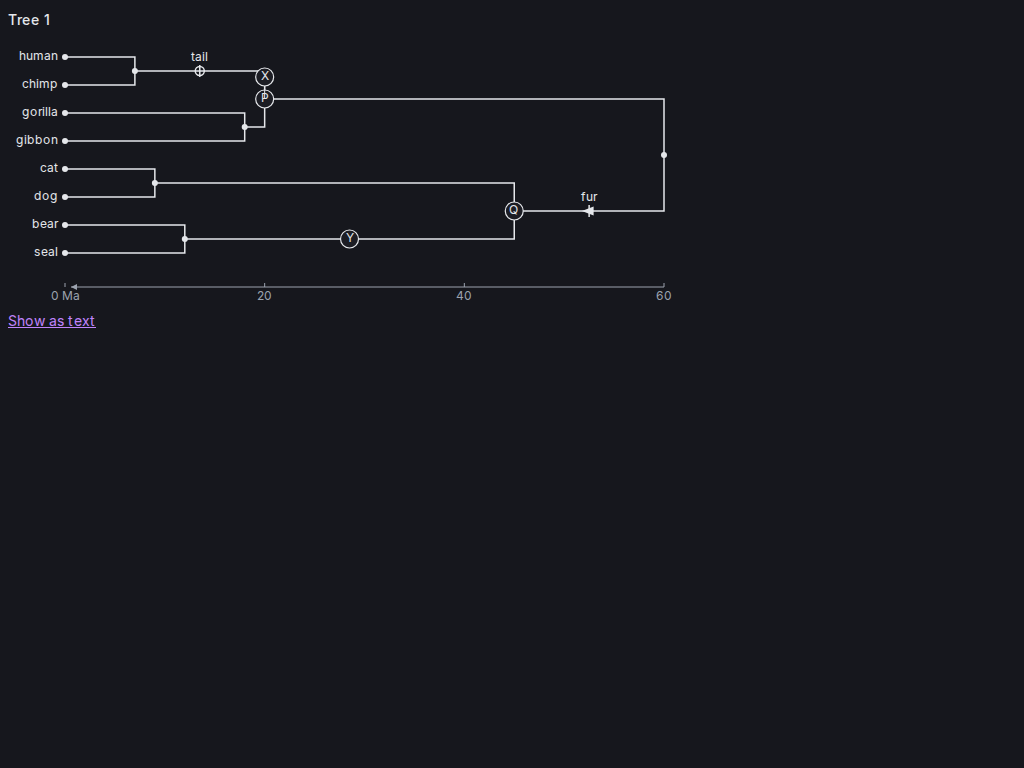 Tree 1
tail
human
X
chimp
P
gorilla
gibbon
cat
dog
fur
Q
bear
Y
seal
0 Ma 20 40 60
Show as text